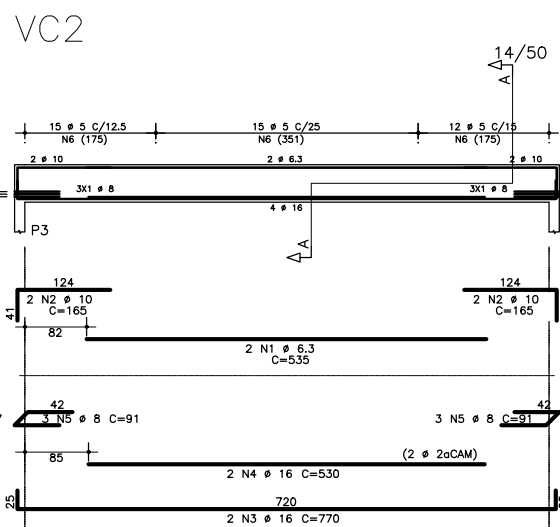 VC2
14/50
A
15 ø 5 C/12.5 15 ø 5 C/25 12 ø 5 C/15
N6 (175) N6 (351) N6 (175)
2 ø 10 2 ø 6.3 2 ø 10
3X1 ø 8 3X1 ø 8
4 ø 16
P3
A
124 124
2 N2 ø 10 2 N2 ø 10
C=165 C=165
41
82
2 N1 ø 6.3
C=535
42 42
3 N5 ø 8 C=91 3 N5 ø 8 C=91
85
(2 ø 2aCAM)
2 N4 ø 16 C=530
25
720
2 N3 ø 16 C=770